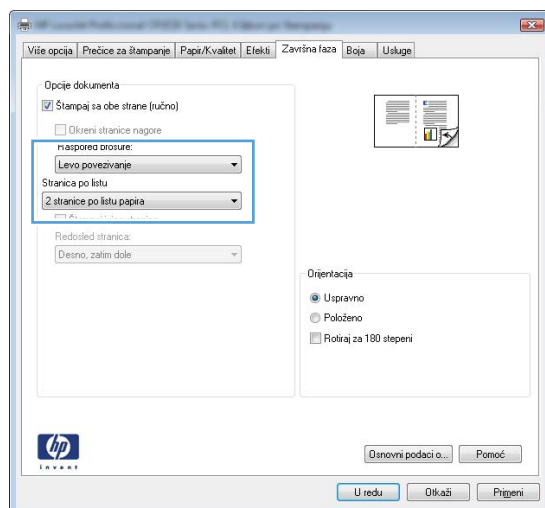 Više opcija Prečice za štampanje Papir/Kvalitet Efekti Završna faza Boja Usluge
Opcije dokumenta
Štampaj sa obe strane (ručno)
Okreni stranice nagore
Raspored brošure:
Levo povezivanje
Stranica po listu
2 stranice po listu papira
Redosled stranica:
Desno, zatim dole
Orijentacija
Uspravno
Položeno
Rotiraj za 180 stepeni
hp
invent
Osnovni podaci o... Pomoć
U redu Otkaži Primeni